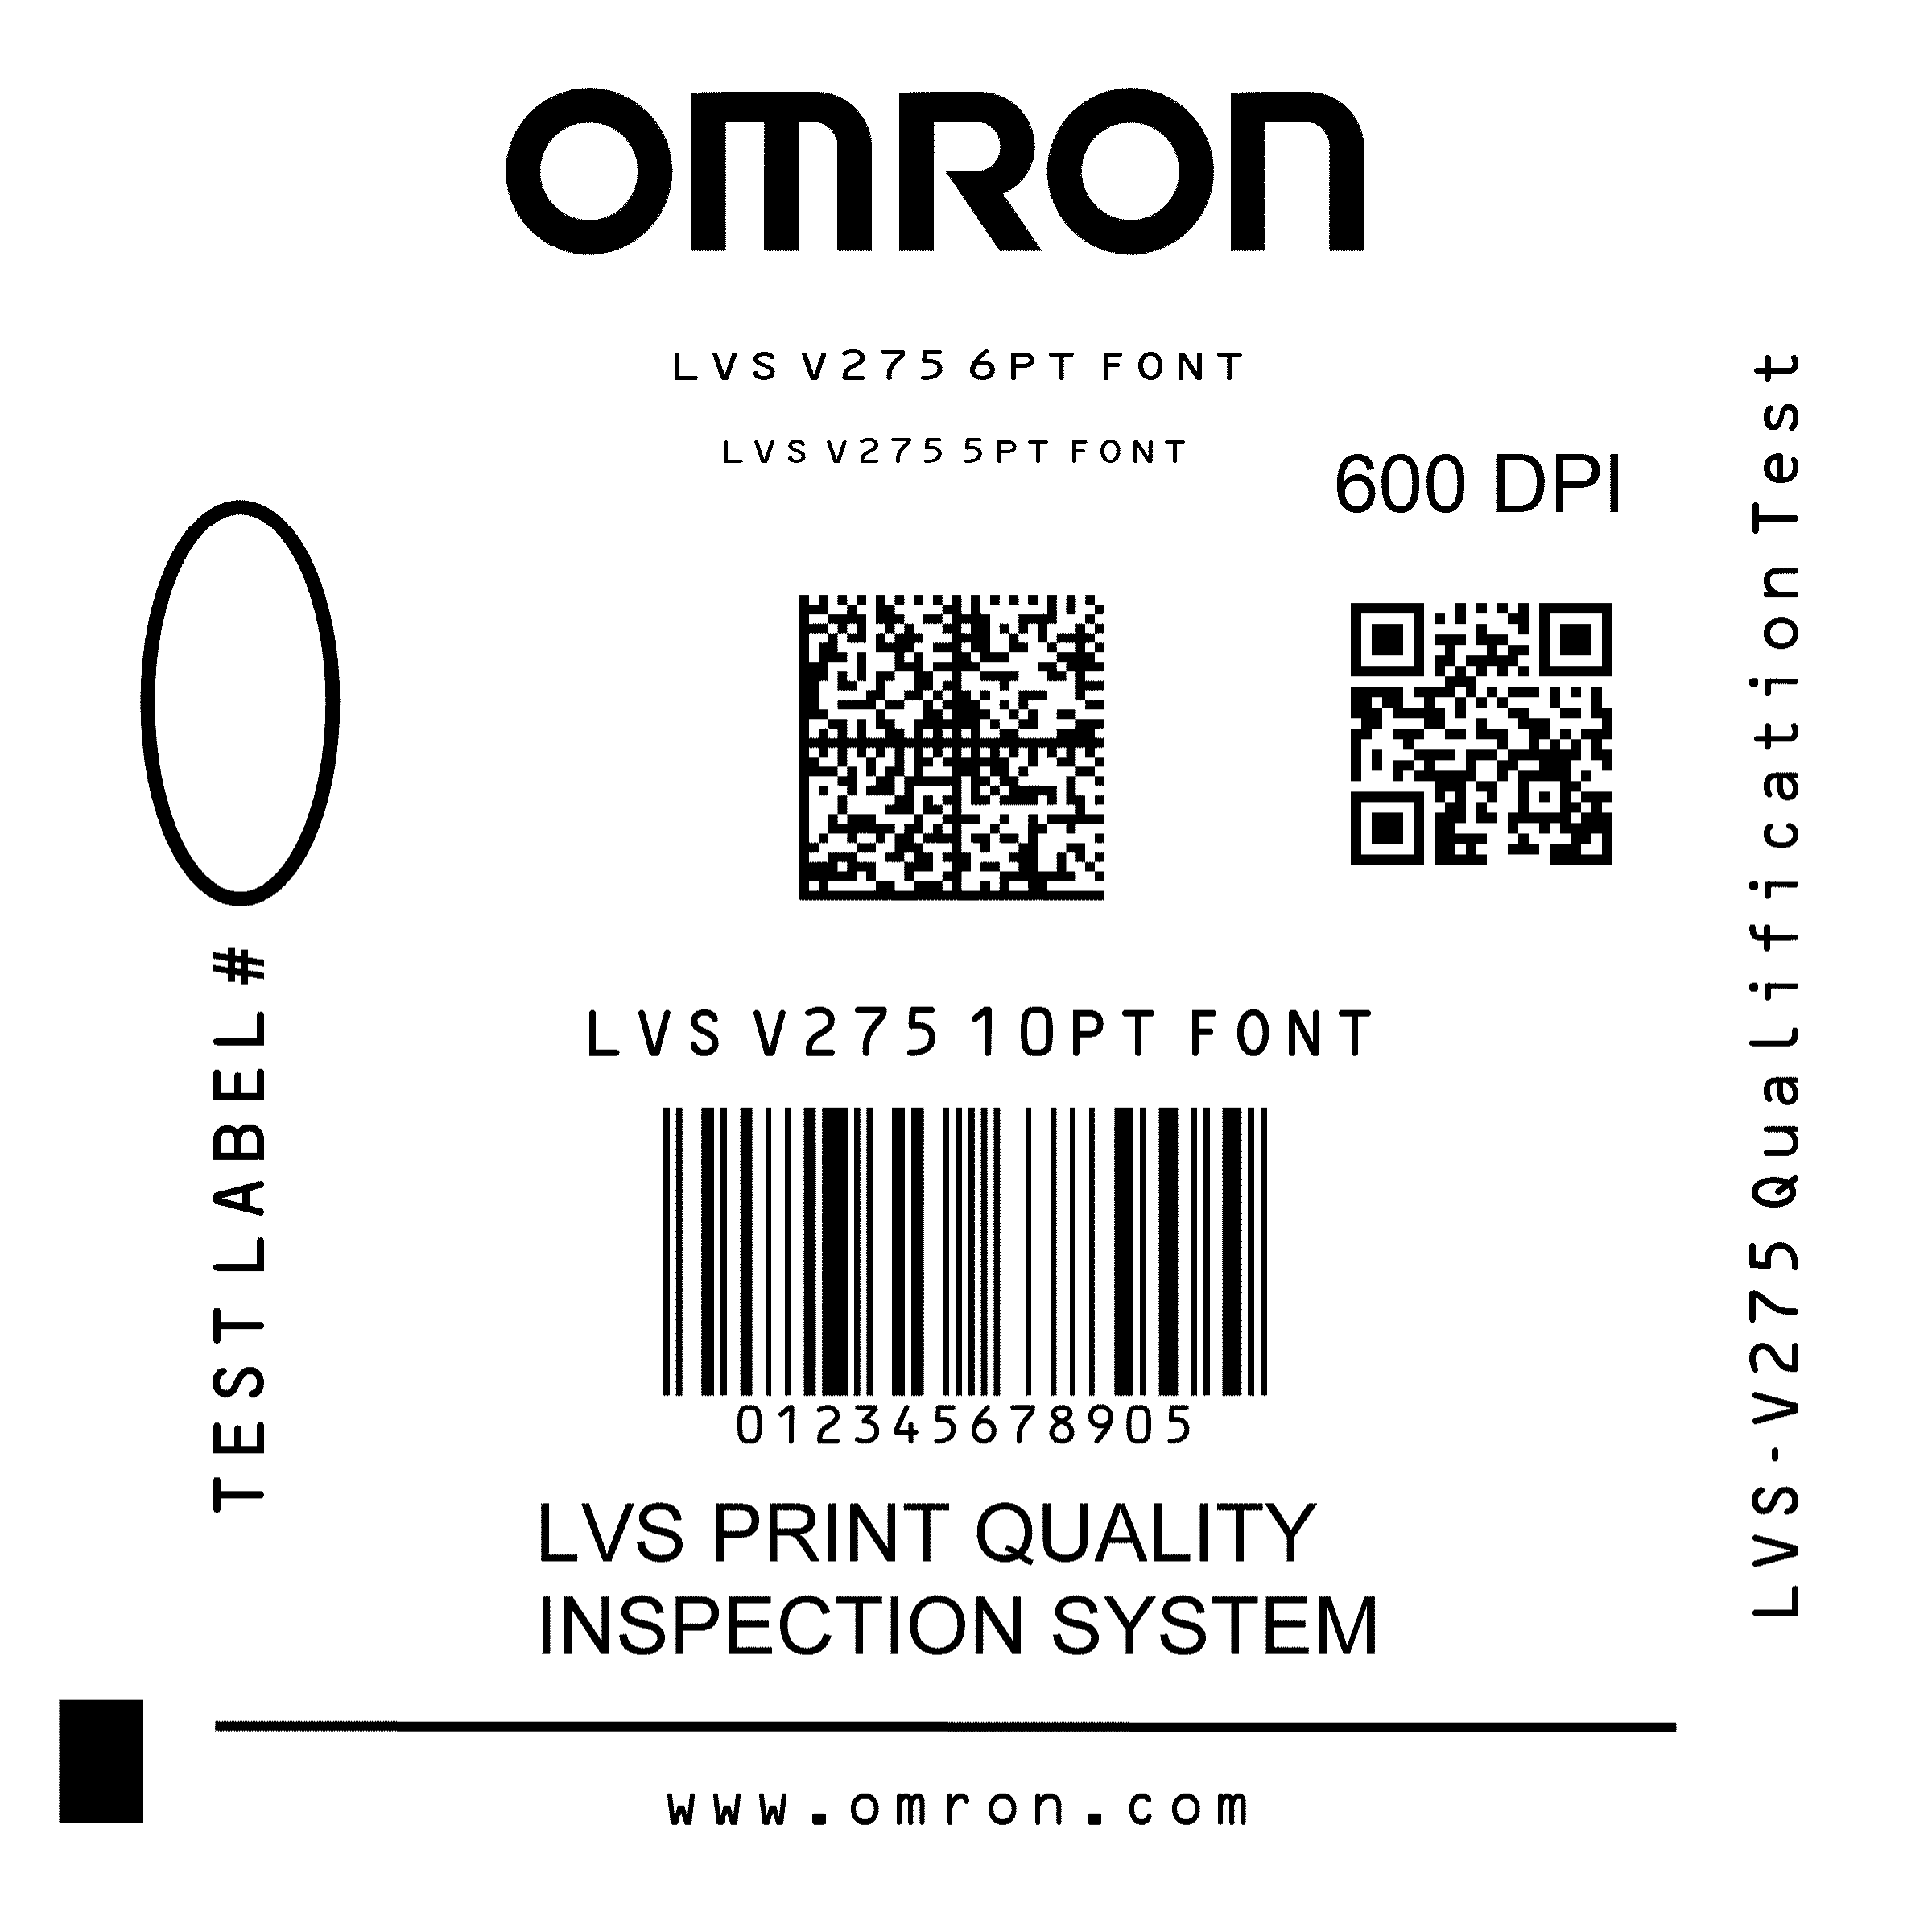 OMRON
LVS V275 6PT FONT
LVS V275 5PT FONT
600 DPI
TEST LABEL #
LVS V275 10PT FONT
012345678905
LVS PRINT QUALITY
INSPECTION SYSTEM
www.omron.com
LVS-V275 Qualification Test